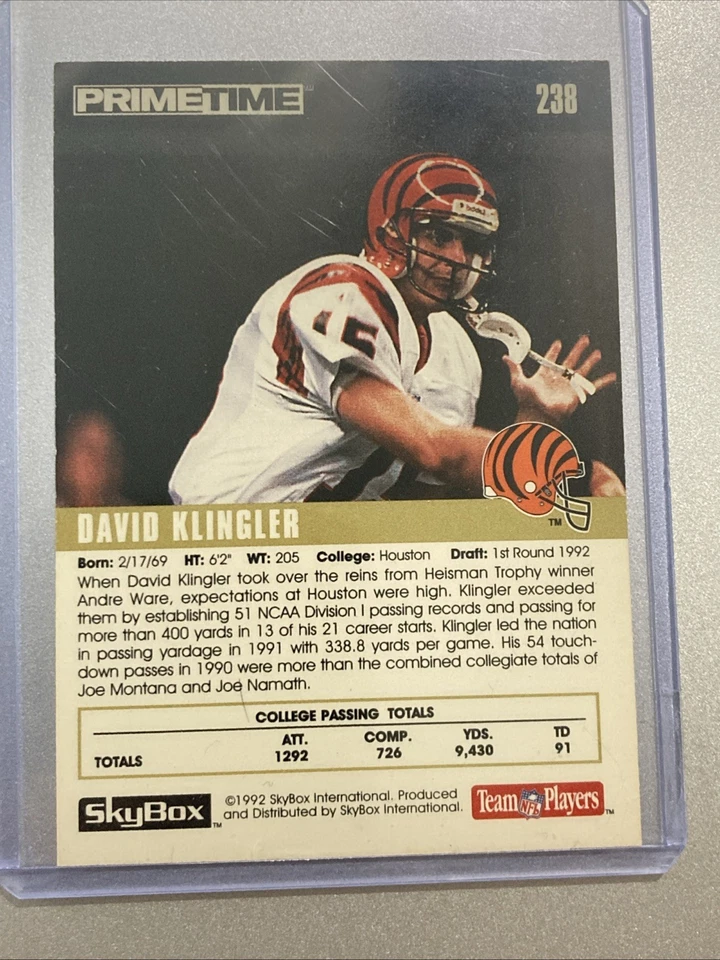 PRIMETIME™
238
Riddell
15
TM
DAVID KLINGLER
Born: 2/17/69 HT: 6'2" WT: 205 College: Houston Draft: 1st Round 1992
When David Klingler took over the reins from Heisman Trophy winner
Andre Ware, expectations at Houston were high. Klingler exceeded
them by establishing 51 NCAA Division I passing records and passing for
more than 400 yards in 13 of his 21 career starts. Klingler led the nation
in passing yardage in 1991 with 338.8 yards per game. His 54 touch-
down passes in 1990 were more than the combined collegiate totals of
Joe Montana and Joe Namath.
COLLEGE PASSING TOTALS
ATT. COMP. YDS. TD
TOTALS 1292 726 9,430 91
SkyBox™
©1992 SkyBox International. Produced
and Distributed by SkyBox International.
Team NFL Players™